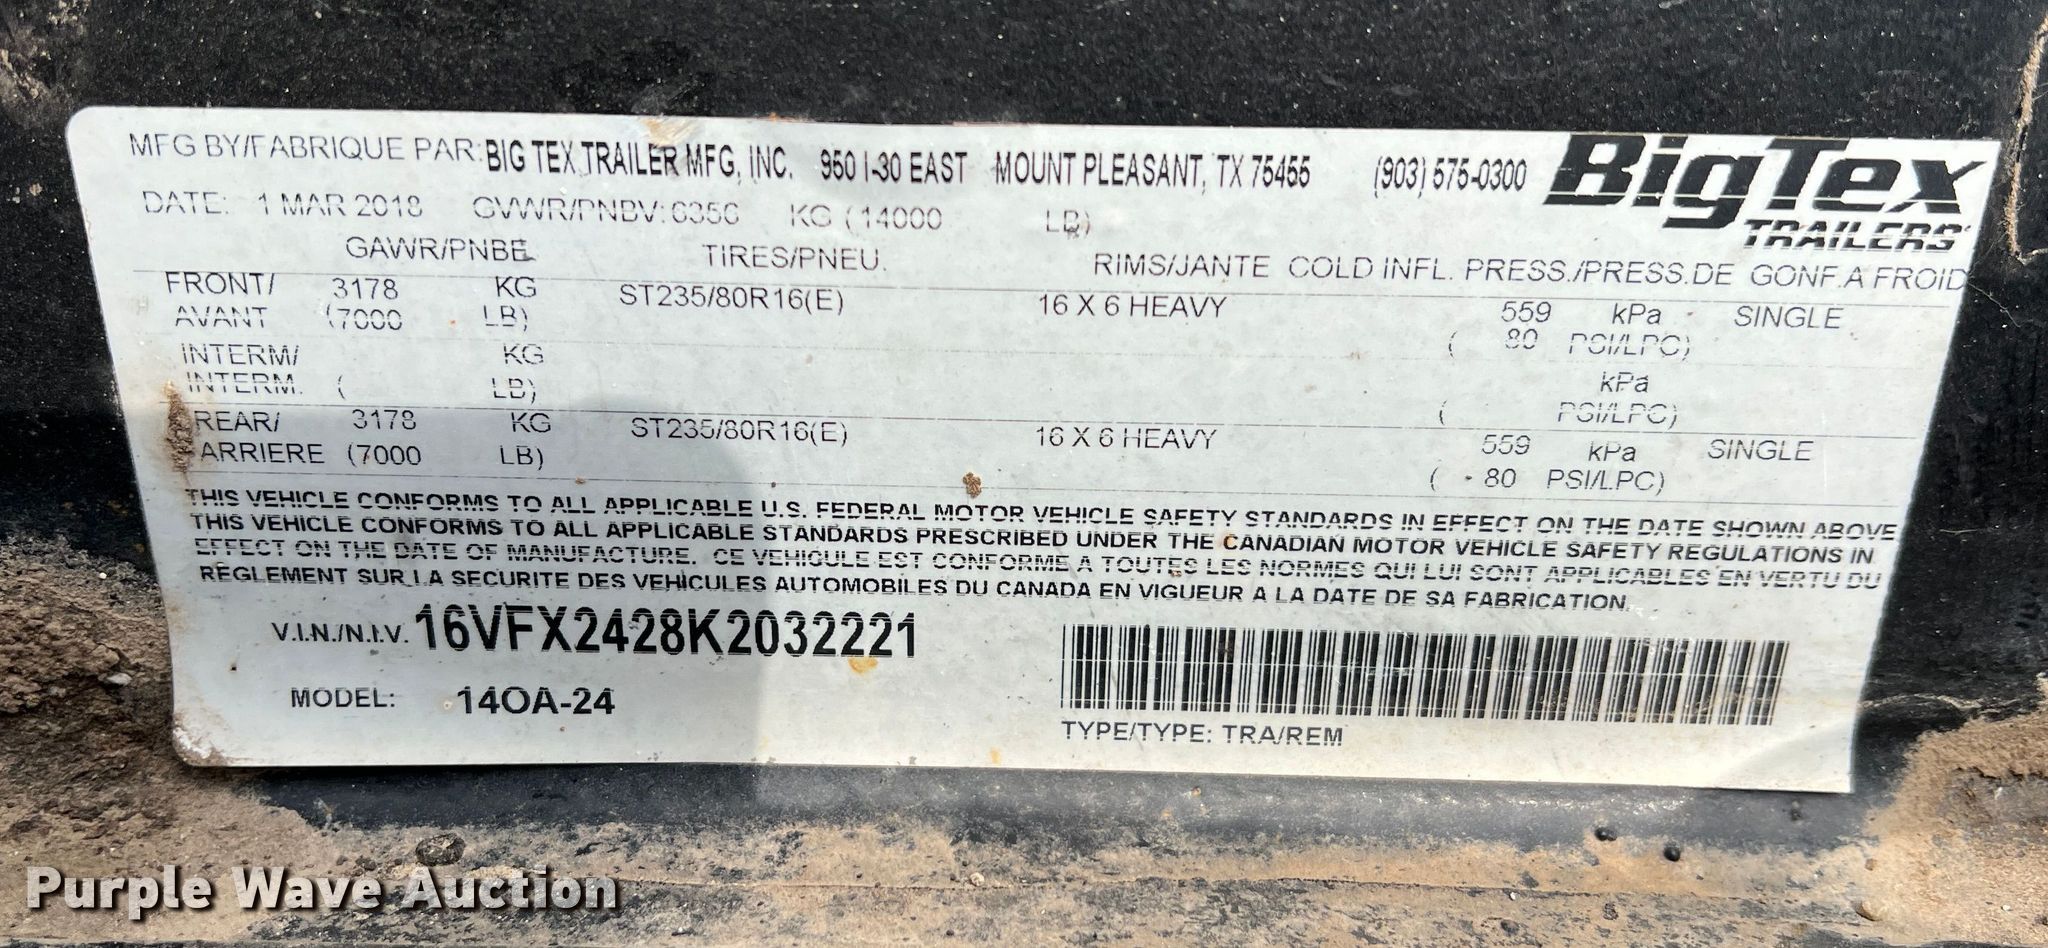 MFG BY/FABRIQUE PAR: BIG TEX TRAILER MFG, INC. 950 I-30 EAST MOUNT PLEASANT, TX 75455 (903) 575-0300 BigTex TRAILERS
DATE: 1 MAR 2018 GVWR/PNBV: 6356 KG (14000 LB)
GAWR/PNBE TIRES/PNEU. RIMS/JANTE COLD INFL. PRESS./PRESS.DE GONF.A FROID
FRONT/ 3178 KG ST235/80R16(E) 16 X 6 HEAVY 559 kPa SINGLE
AVANT (7000 LB) ( 80 PSI/LPC)
INTERM/ KG kPa
INTERM. ( LB) ( PSI/LPC)
REAR/ 3178 KG ST235/80R16(E) 16 X 6 HEAVY 559 kPa SINGLE
ARRIERE (7000 LB) ( 80 PSI/LPC)
THIS VEHICLE CONFORMS TO ALL APPLICABLE U.S. FEDERAL MOTOR VEHICLE SAFETY STANDARDS IN EFFECT ON THE DATE SHOWN ABOVE
THIS VEHICLE CONFORMS TO ALL APPLICABLE STANDARDS PRESCRIBED UNDER THE CANADIAN MOTOR VEHICLE SAFETY REGULATIONS IN
EFFECT ON THE DATE OF MANUFACTURE. CE VEHICULE EST CONFORME A TOUTES LES NORMES QUI LUI SONT APPLICABLES EN VERTU DU
REGLEMENT SUR LA SECURITE DES VEHICULES AUTOMOBILES DU CANADA EN VIGUEUR A LA DATE DE SA FABRICATION.
V.I.N./N.I.V. 16VFX2428K2032221
MODEL: 14OA-24
TYPE/TYPE: TRA/REM
Purple Wave Auction